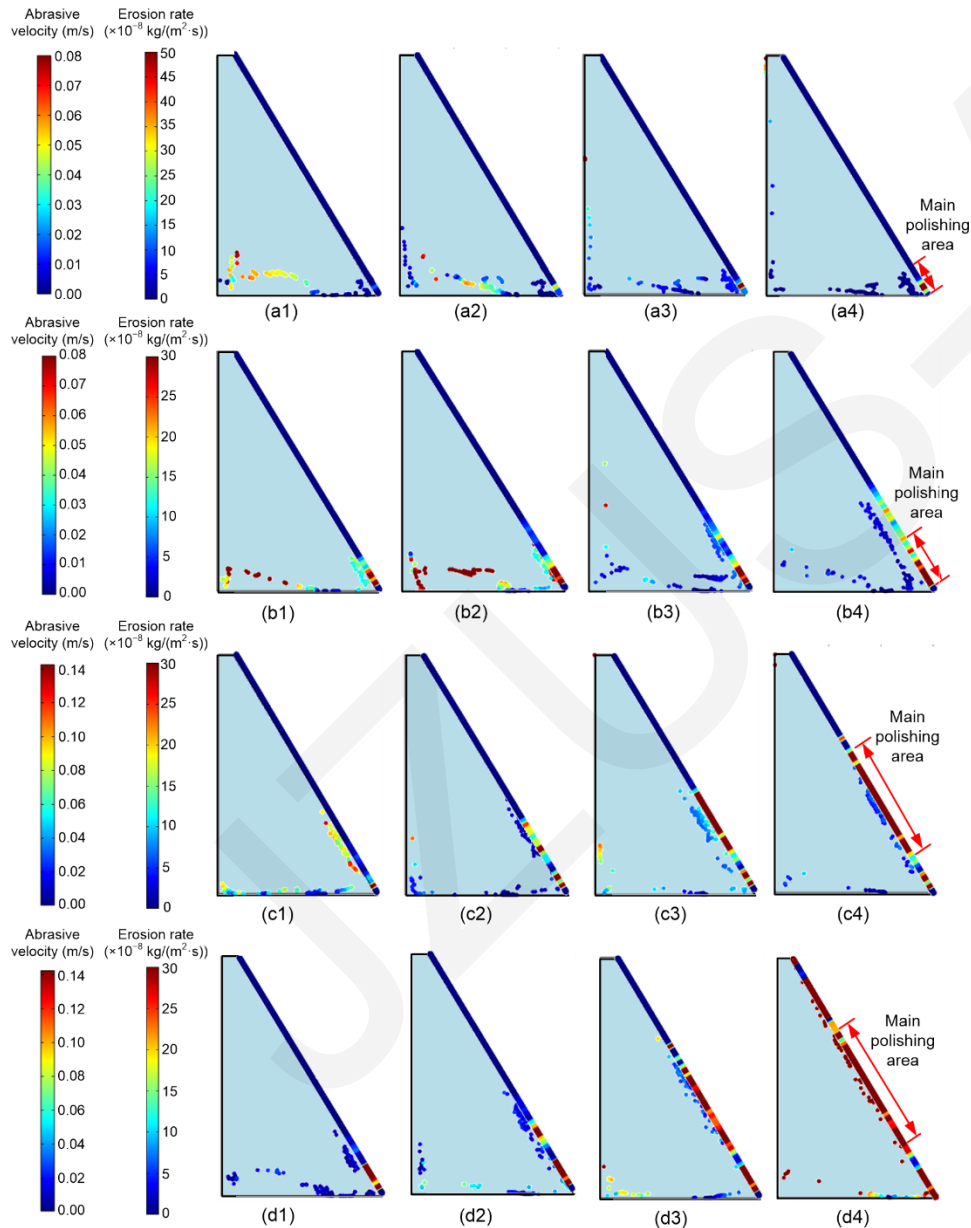 Abrasive
velocity (m/s)
Erosion rate
(×10⁻⁸ kg/(m²·s))
0.08
0.07
0.06
0.05
0.04
0.03
0.02
0.01
0.00
50
45
40
35
30
25
20
15
10
5
0
Main
polishing
area
(a1)
(a2)
(a3)
(a4)
Abrasive
velocity (m/s)
Erosion rate
(×10⁻⁸ kg/(m²·s))
0.08
0.07
0.06
0.05
0.04
0.03
0.02
0.01
0.00
30
25
20
15
10
5
0
Main
polishing
area
(b1)
(b2)
(b3)
(b4)
Abrasive
velocity (m/s)
Erosion rate
(×10⁻⁸ kg/(m²·s))
0.14
0.12
0.10
0.08
0.06
0.04
0.02
0.00
30
25
20
15
10
5
0
Main
polishing
area
(c1)
(c2)
(c3)
(c4)
Abrasive
velocity (m/s)
Erosion rate
(×10⁻⁸ kg/(m²·s))
0.14
0.12
0.10
0.08
0.06
0.04
0.02
0.00
30
25
20
15
10
5
0
Main
polishing
area
(d1)
(d2)
(d3)
(d4)
JZUS-